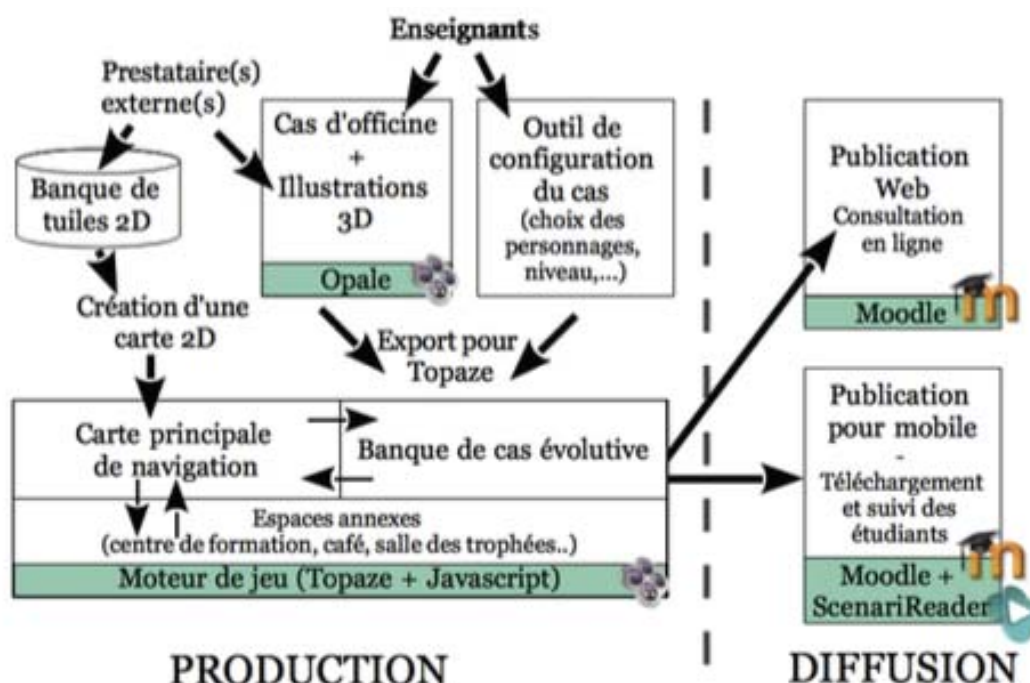 Enseignants
Prestataire(s)
externe(s)
Cas d'officine
+
Illustrations
3D
Opale
Outil de
configuration
du cas
(choix des
personnages,
niveau,...)
Banque de
tuiles 2D
Création d'une
carte 2D
Export pour
Topaze
Carte principale
de navigation
Banque de cas évolutive
Espaces annexes
(centre de formation, café, salle des trophées..)
Moteur de jeu (Topaze + Javascript)
PRODUCTION
Publication
Web
Consultation
en ligne
Moodle
m
Publication
pour mobile
-
Téléchargement
et suivi des
étudiants
m
Moodle +
ScenariReader
DIFFUSION